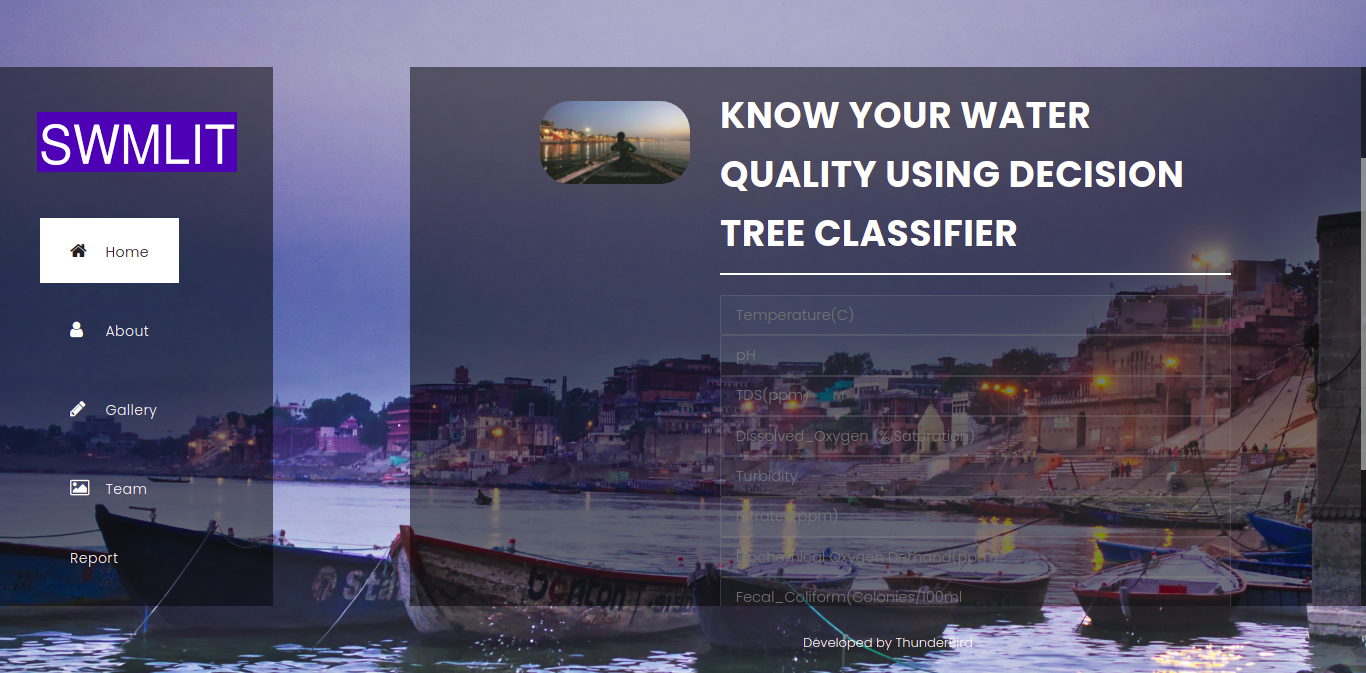 SWMLIT
Home
About
Gallery
Team
Report
KNOW YOUR WATER
QUALITY USING DECISION
TREE CLASSIFIER
Temperature(C)
pH
TDS(ppm)
Dissolved_Oxygen (% Saturation)
Turbidity
Nitrate(ppm)
Biochemical Oxygen Demand(ppm)
Fecal_Coliform(Colonies/100ml
Developed by ThunderBird